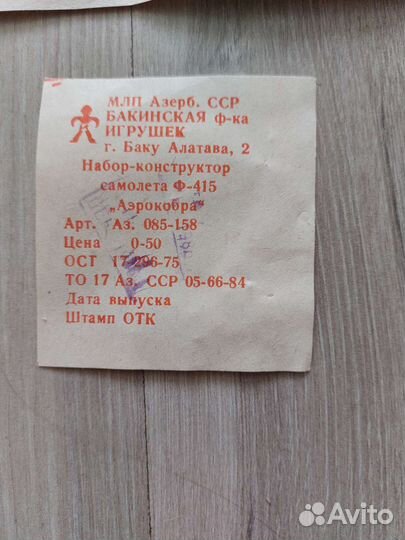 МЛП Азерб. ССР
БАКИНСКАЯ ф-ка
ИГРУШЕК
г. Баку Алатава, 2
Набор-конструктор
самолета Ф-415
„Аэрокобра“
Арт. Аз. 085-158
Цена 0-50
ОСТ 17-296-75
ТО 17 Аз. ССР 05-66-84
Дата выпуска
Штамп ОТК
Avito